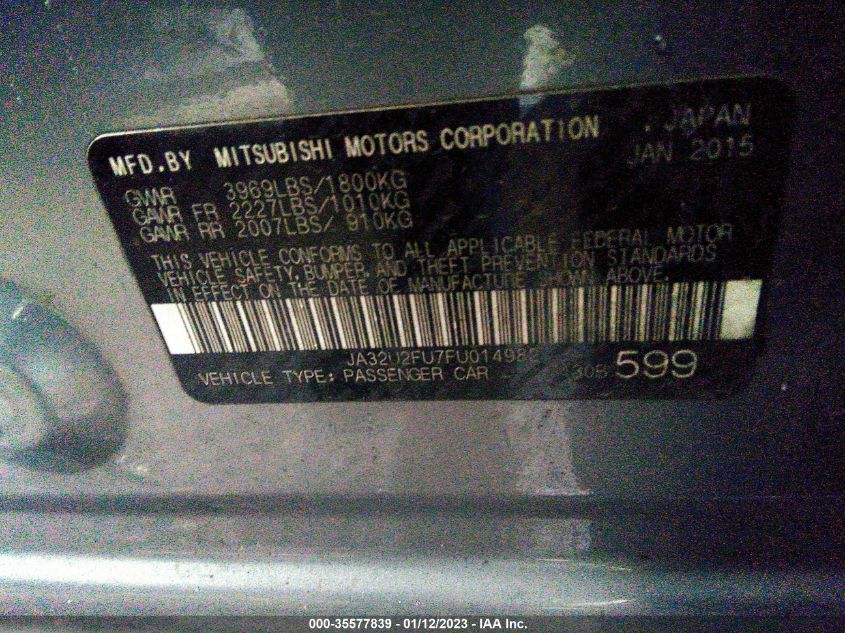 MFD.BY MITSUBISHI MOTORS CORPORATION . JAPAN
JAN 2015
GVWR 3969LBS/1800KG
GAWR FR 2227LBS/1010KG
GAWR RR 2007LBS/ 910KG
THIS VEHICLE CONFORMS TO ALL APPLICABLE FEDERAL MOTOR
VEHICLE SAFETY, BUMPER, AND THEFT PREVENTION STANDARDS
IN EFFECT ON THE DATE OF MANUFACTURE SHOWN ABOVE.
JA32U2FU7FU014982
VEHICLE TYPE: PASSENGER CAR 599
000-35577839 - 01/12/2023 - IAA Inc.